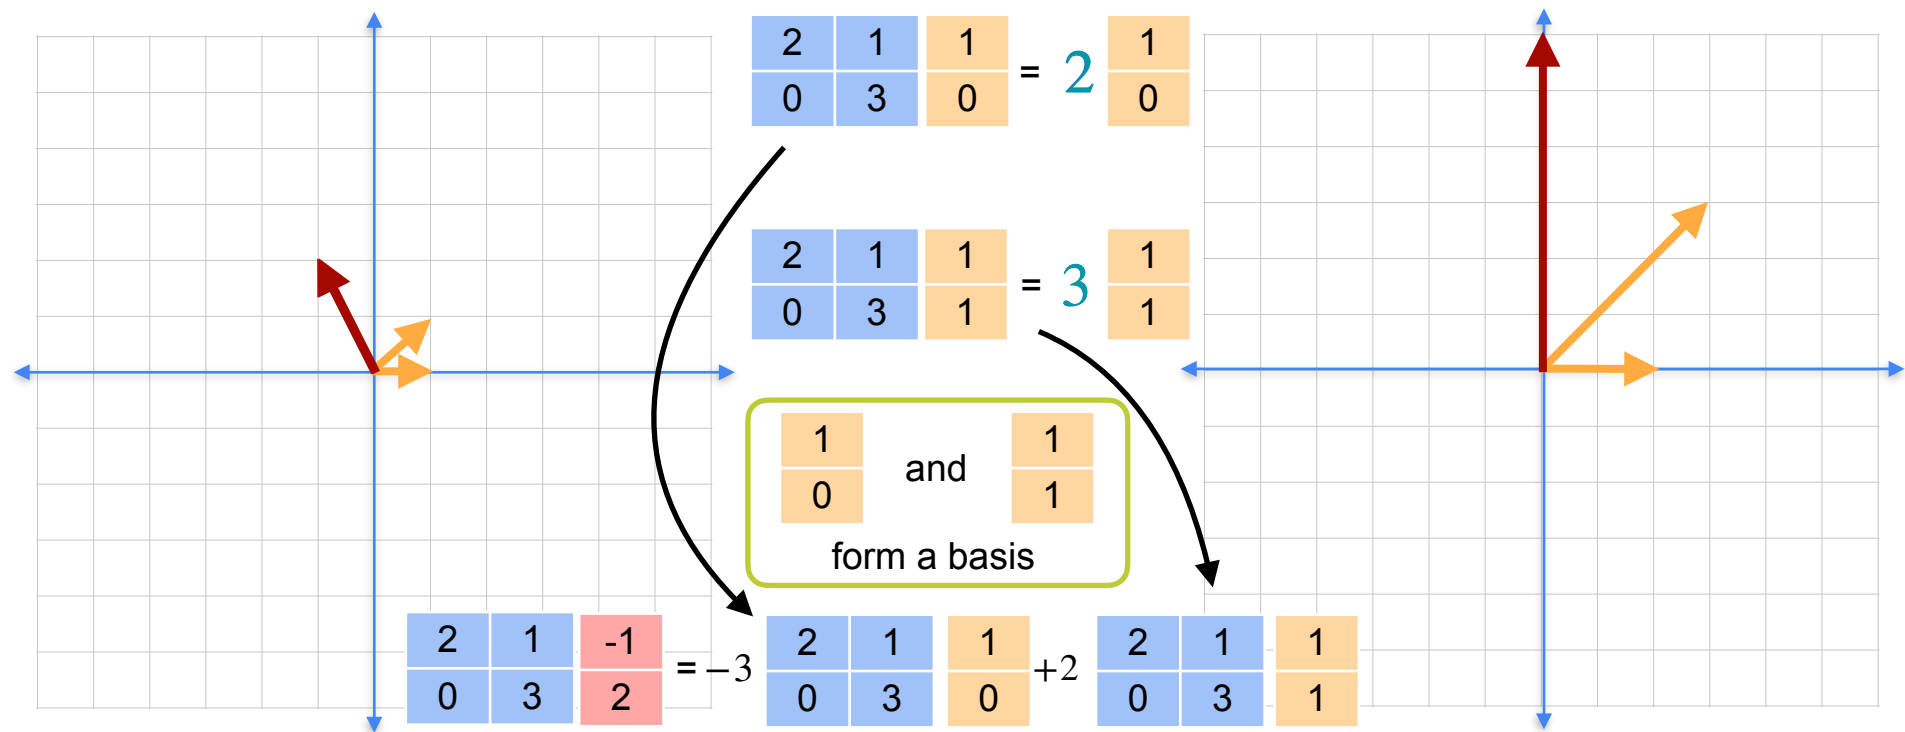 2 1 1 = 2 1
0 3 0 0
2 1 1 = 3 1
0 3 1 1
1 and 1
0 1
form a basis
2 1 -1 = −3 2 1 1 +2 2 1 1
0 3 2 0 3 0 0 3 1